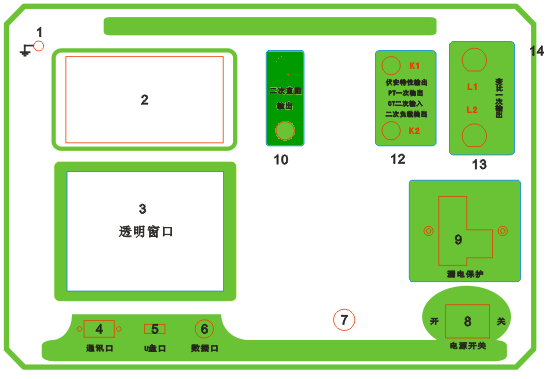 1
14
2
二次直阻
输出
10
K1
伏安特性输出
PT一次输出
CT二次输入
二次负载输出
K2
12
L1
L2
变比一次输出
13
3
透明窗口
9
漏电保护
4
通讯口
5
U盘口
6
数据口
7
开
8
关
电源开关